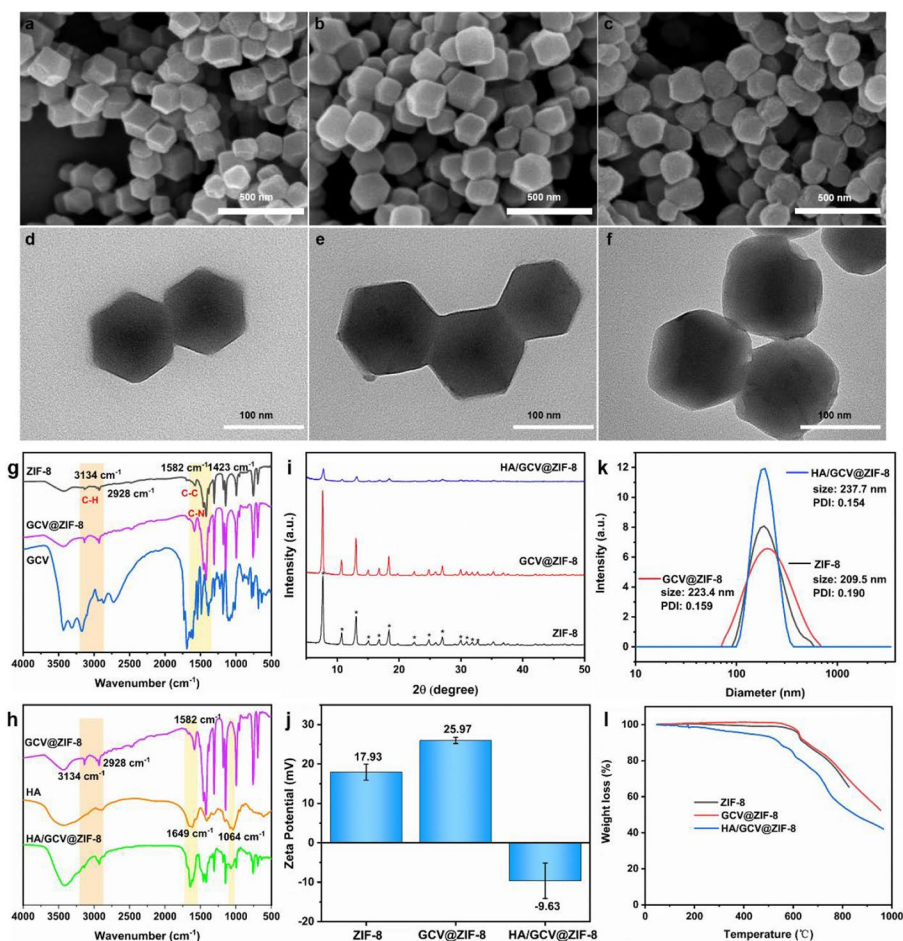 a
b
c
500 nm
500 nm
500 nm
d
e
f
100 nm
100 nm
100 nm
g
ZIF-8
3134 cm-1
2928 cm-1
1582 cm-1
1423 cm-1
C-H
C-C
C-N
GCV@ZIF-8
GCV
4000 3500 3000 2500 2000 1500 1000 500
Wavenumber (cm-1)
i
HA/GCV@ZIF-8
GCV@ZIF-8
ZIF-8
* * * * * * * * * * * * *
Intensity (a.u.)
10 20 30 40 50
2θ (degree)
k
HA/GCV@ZIF-8
size: 237.7 nm
PDI: 0.154
ZIF-8
size: 209.5 nm
PDI: 0.190
GCV@ZIF-8
size: 223.4 nm
PDI: 0.159
Intensity (a.u.)
12
10
8
6
4
2
0
10 100 1000
Diameter (nm)
h
GCV@ZIF-8
1582 cm-1
3134 cm-1
2928 cm-1
HA
1649 cm-1
1064 cm-1
HA/GCV@ZIF-8
4000 3500 3000 2500 2000 1500 1000 500
Wavenumber (cm-1)
j
Zeta Potential (mV)
40
30
20
10
0
-10
-20
17.93
25.97
-9.63
ZIF-8 GCV@ZIF-8 HA/GCV@ZIF-8
l
Weight loss (%)
100
80
60
40
20
0
ZIF-8
GCV@ZIF-8
HA/GCV@ZIF-8
0 200 400 600 800 1000
Temperature (℃)